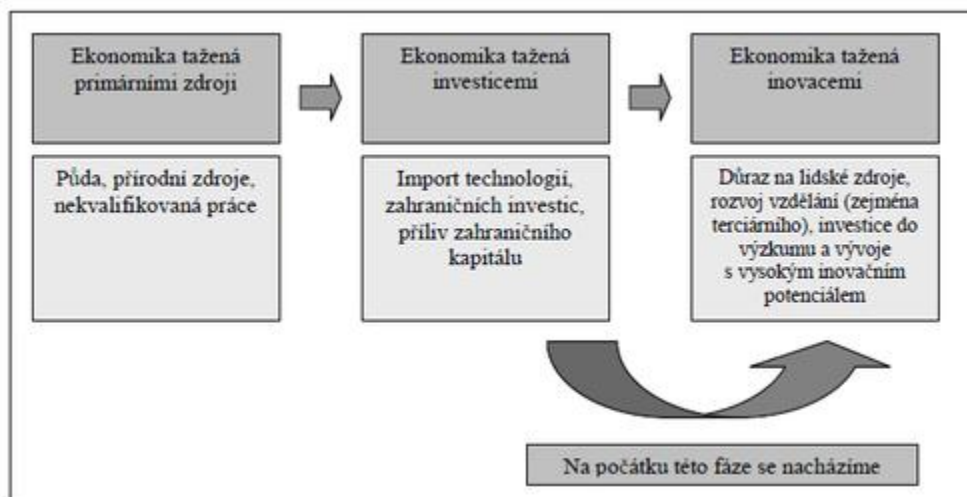 Ekonomika tažená
primárními zdroji
Ekonomika tažená
investicemi
Ekonomika tažená
inovacemi
Půda, přírodní zdroje,
nekvalifikovaná práce
Import technologií,
zahraničních investic,
příliv zahraničního
kapitálu
Důraz na lidské zdroje,
rozvoj vzdělání (zejména
terciárního), investice do
výzkumu a vývoje
s vysokým inovačním
potenciálem
Na počátku této fáze se nacházíme